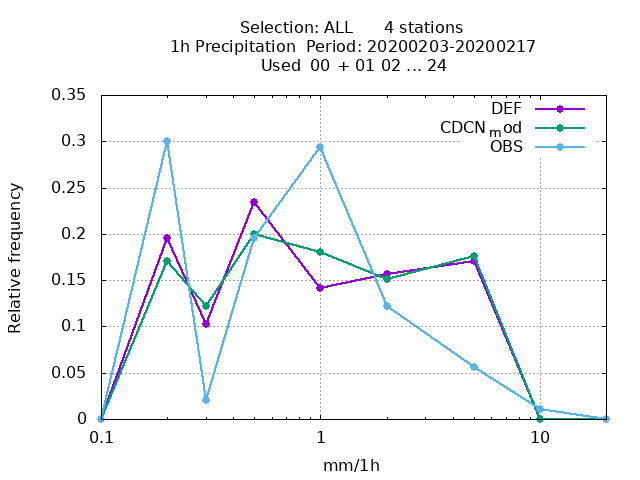 Selection: ALL 4 stations
1h Precipitation Period: 20200203-20200217
Used 00 + 01 02 ... 24
0.35
0.3
0.25
0.2
0.15
0.1
0.05
0
DEF
CDCNmod
OBS
Relative frequency
0.1 1 10
mm/1h